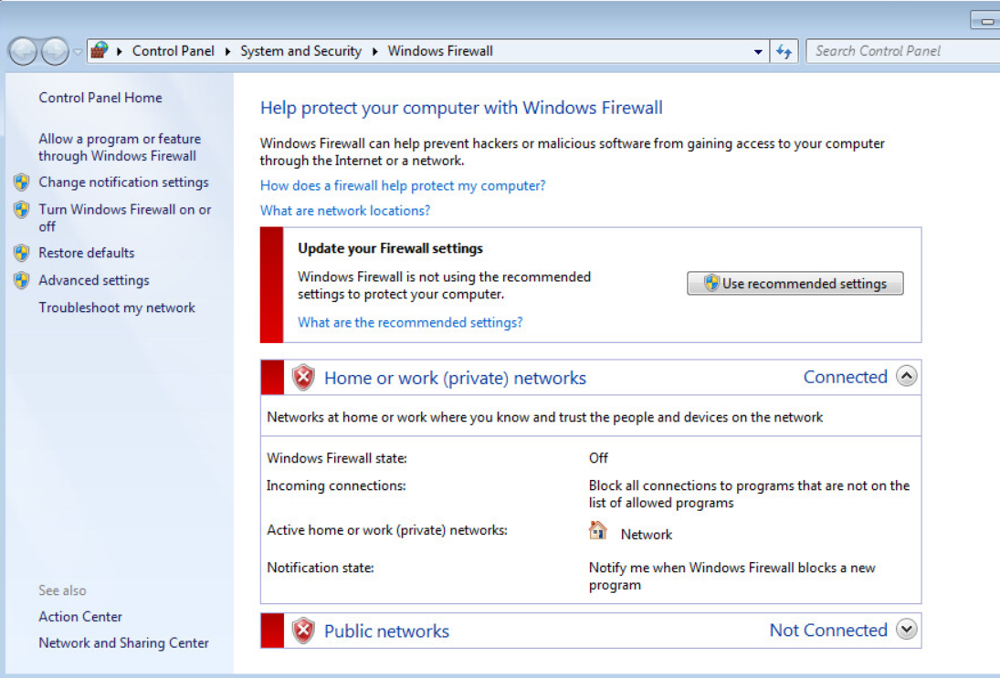 Control Panel System and Security Windows Firewall
Search Control Panel
Control Panel Home
Allow a program or feature
through Windows Firewall
Change notification settings
Turn Windows Firewall on or
off
Restore defaults
Advanced settings
Troubleshoot my network
See also
Action Center
Network and Sharing Center
Help protect your computer with Windows Firewall
Windows Firewall can help prevent hackers or malicious software from gaining access to your computer
through the Internet or a network.
How does a firewall help protect my computer?
What are network locations?
Update your Firewall settings
Windows Firewall is not using the recommended
settings to protect your computer.
What are the recommended settings?
Use recommended settings
Home or work (private) networks Connected
Networks at home or work where you know and trust the people and devices on the network
Windows Firewall state: Off
Incoming connections: Block all connections to programs that are not on the
list of allowed programs
Active home or work (private) networks: Network
Notification state: Notify me when Windows Firewall blocks a new
program
Public networks Not Connected